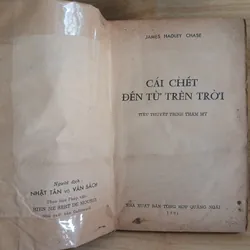 Người dịch
NHẬT TÂN và VĂN SÁCH
JAMES HADLEY CHASE
CÁI CHẾT
ĐẾN TỪ TRÊN TRỜI
TIỂU THUYẾT TRINH THÁM MỸ
NHÀ XUẤT BẢN TỔNG HỢP QUẢNG NGÃI